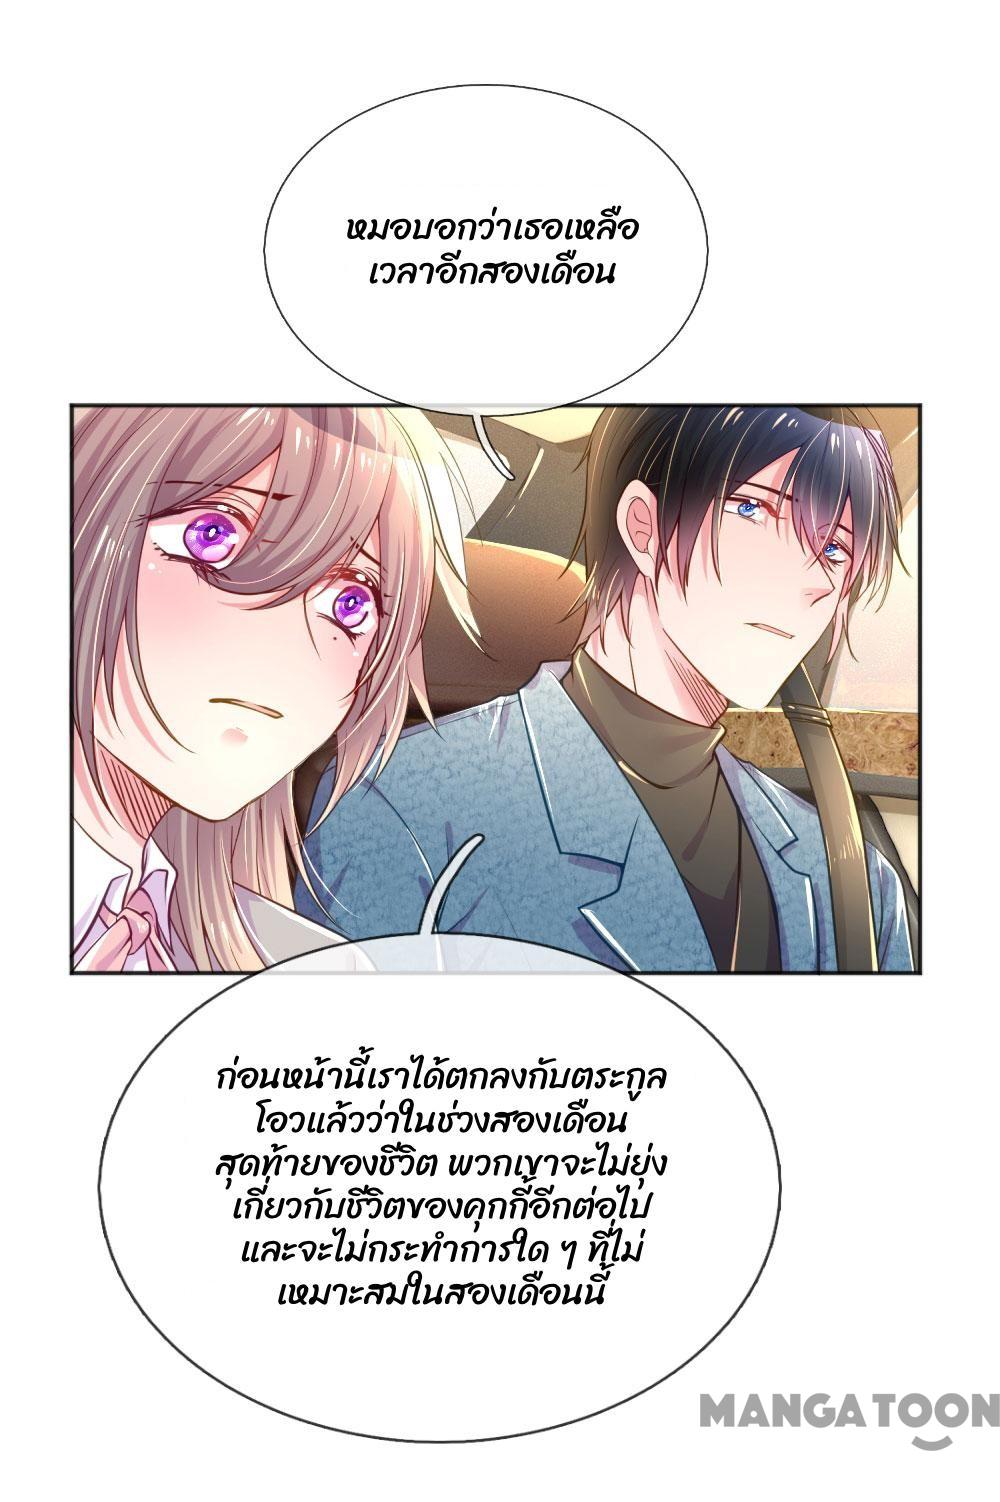 หมอบอกว่าเธอเหลือ
เวลาอีกสองเดือน
ก่อนหน้านี้เราได้ตกลงกับตระกูล
โอวแล้วว่าในช่วงสองเดือน
สุดท้ายของชีวิต พวกเขาจะไม่ยุ่ง
เกี่ยวกับชีวิตของคุกกี้อีกต่อไป
และจะไม่กระทำการใด ๆ ที่ไม่
เหมาะสมในสองเดือนนี้
MANGATOON